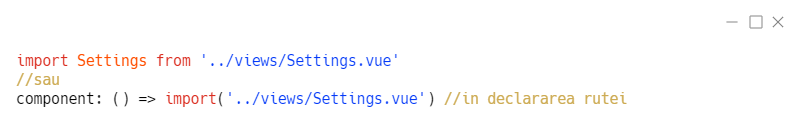 import Settings from '../views/Settings.vue'
//sau
component: () => import('../views/Settings.vue') //in declararea rutei